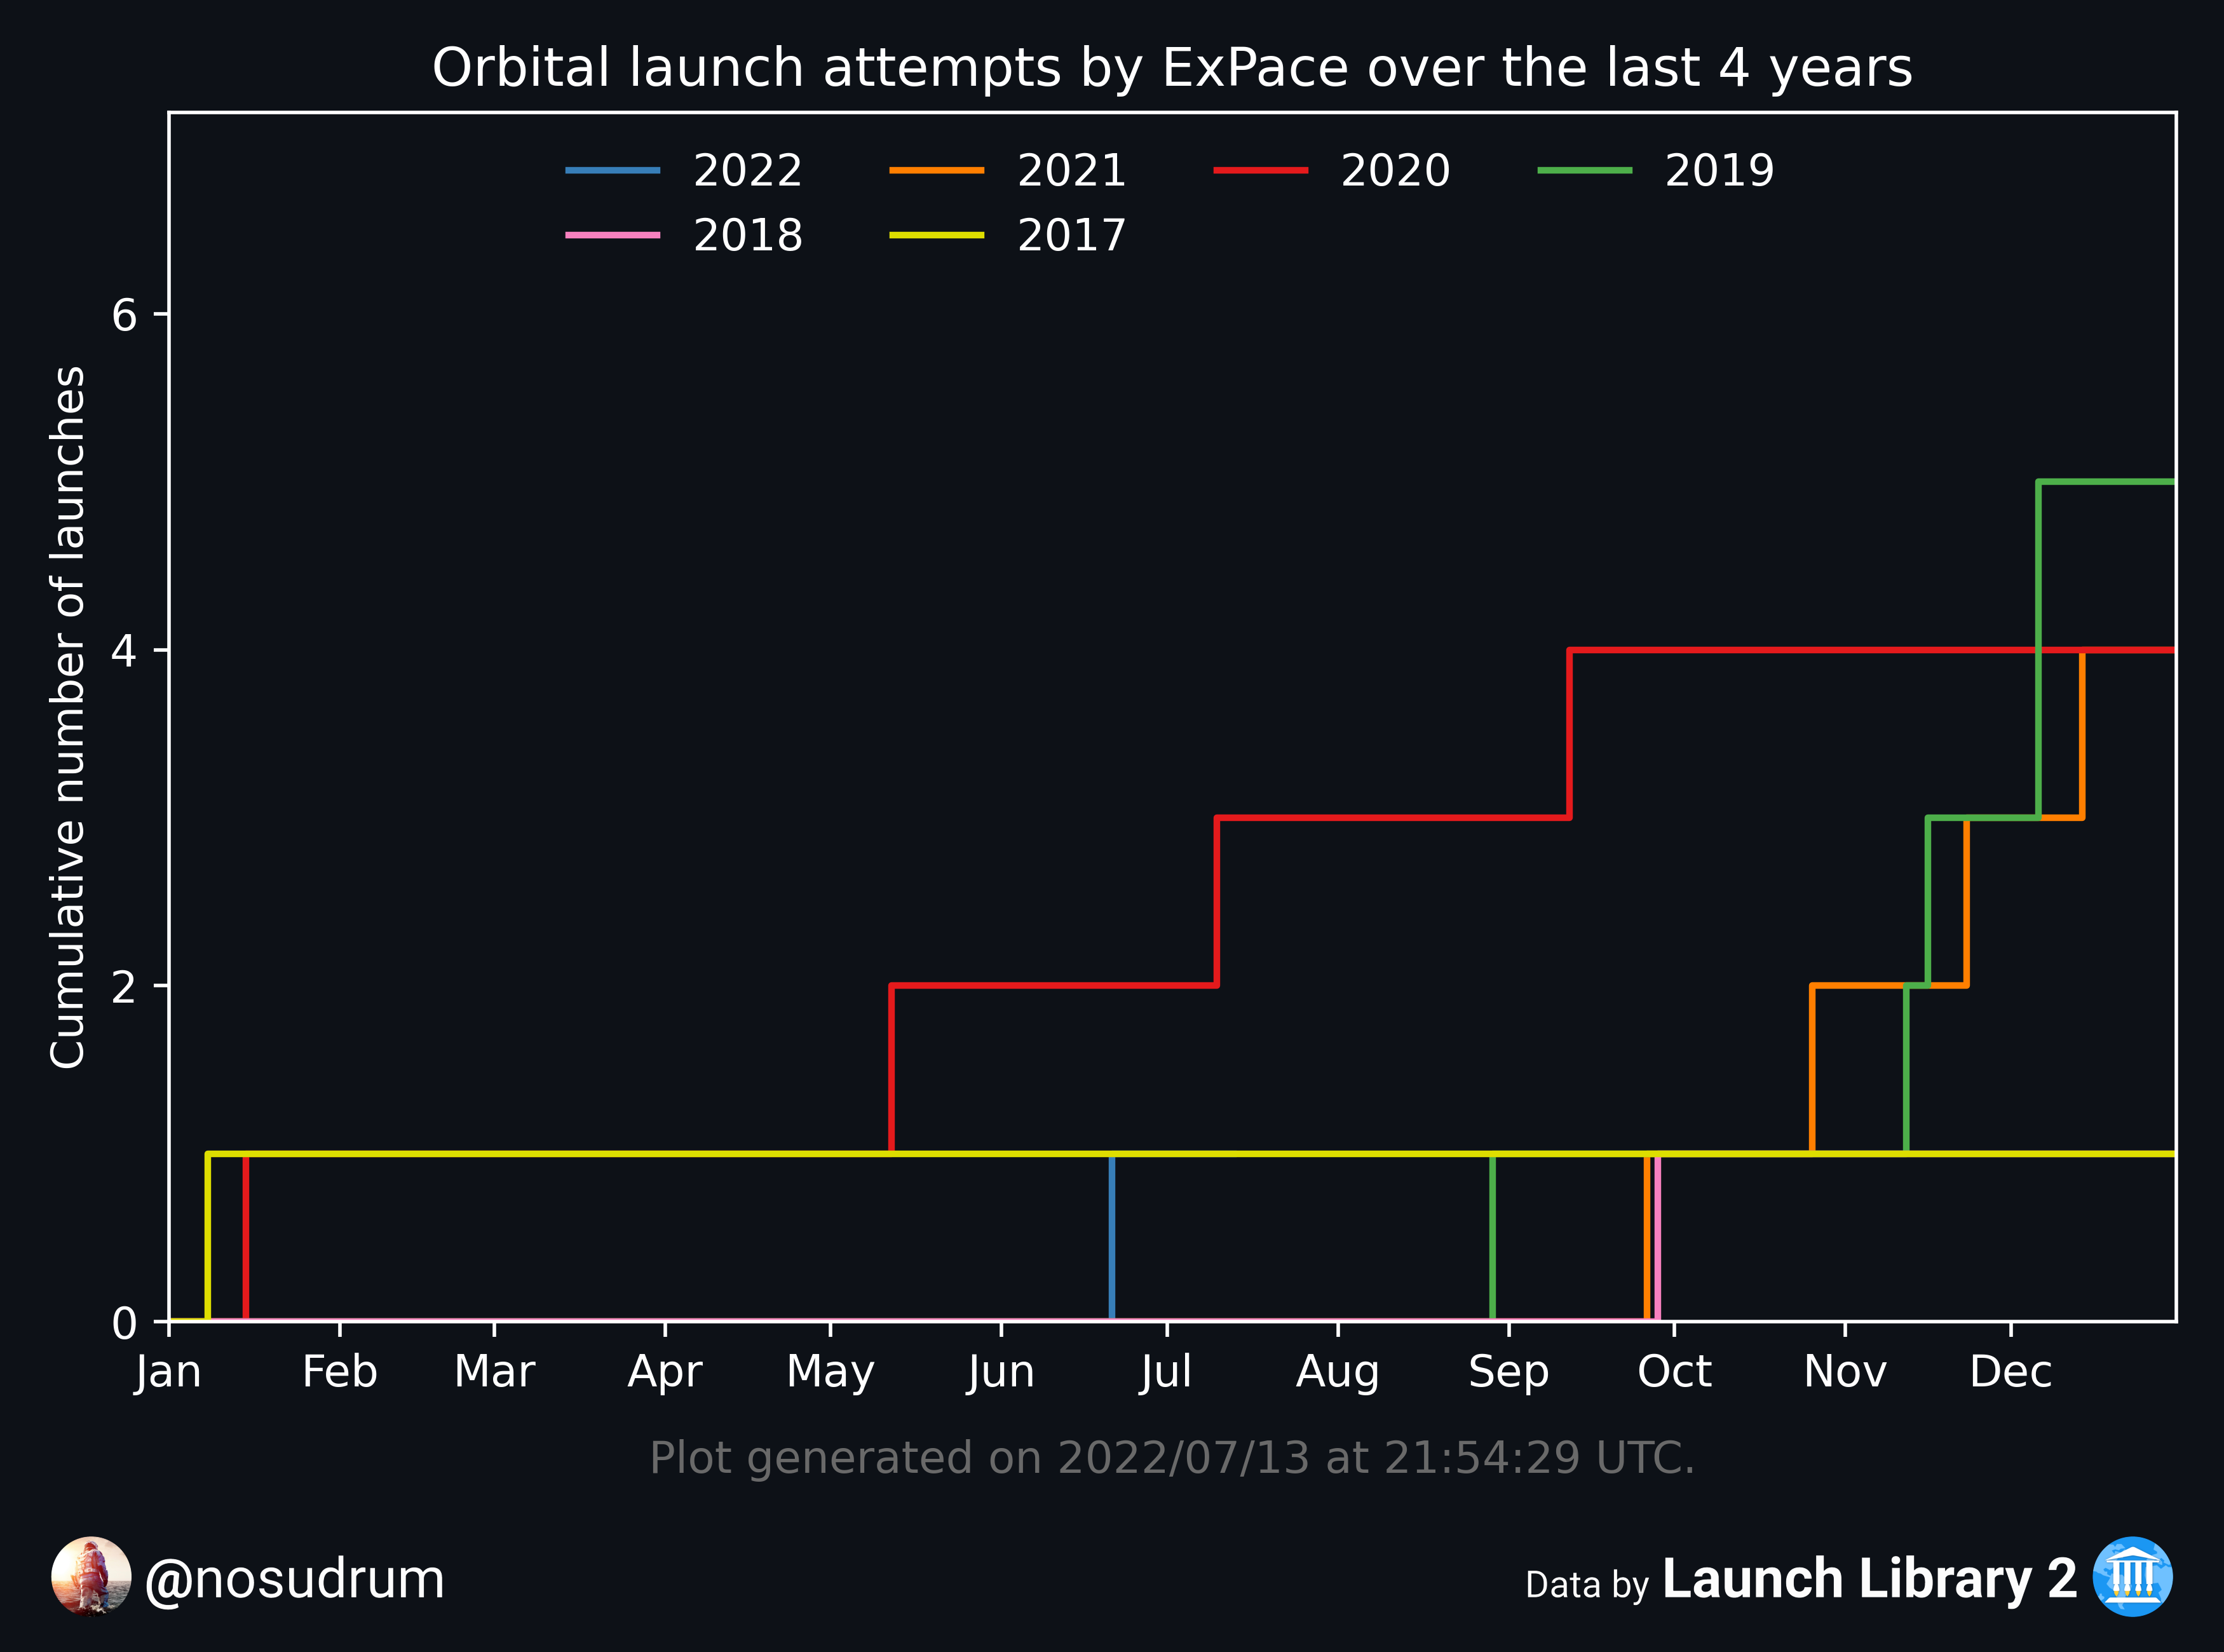 Orbital launch attempts by ExPace over the last 4 years
2022 2021 2020 2019
2018 2017
Cumulative number of launches
6
4
2
0
Jan Feb Mar Apr May Jun Jul Aug Sep Oct Nov Dec
Plot generated on 2022/07/13 at 21:54:29 UTC.
@nosudrum
Data by Launch Library 2